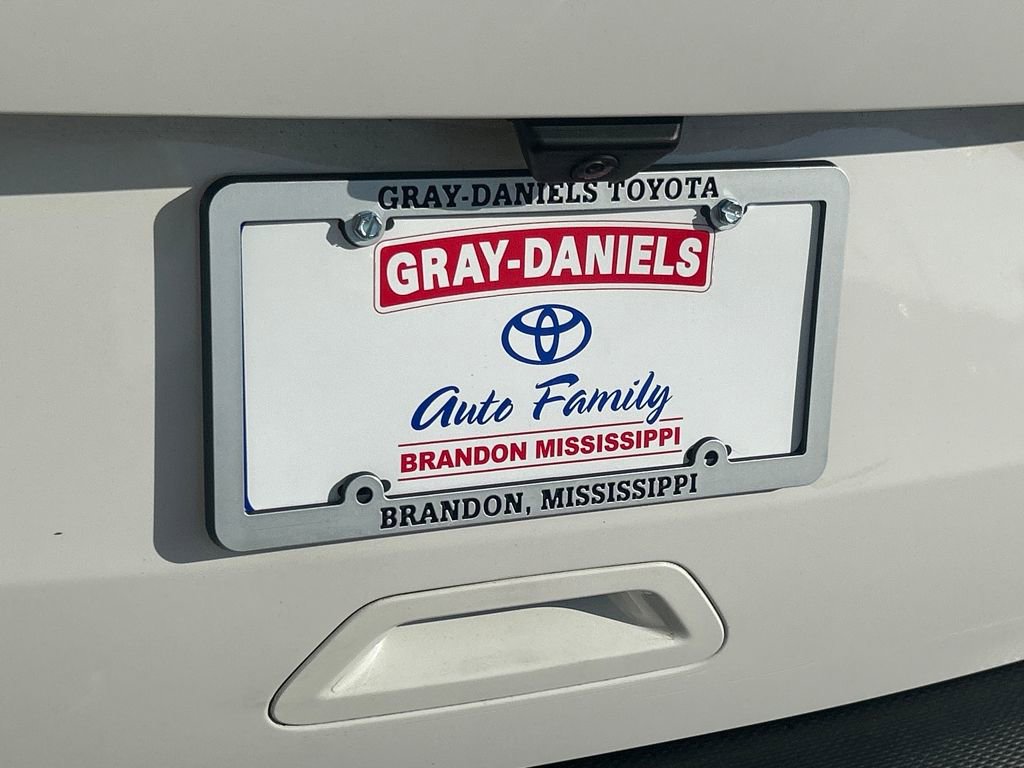 GRAY-DANIELS TOYOTA
GRAY-DANIELS
Auto Family
BRANDON MISSISSIPPI
BRANDON, MISSISSIPPI